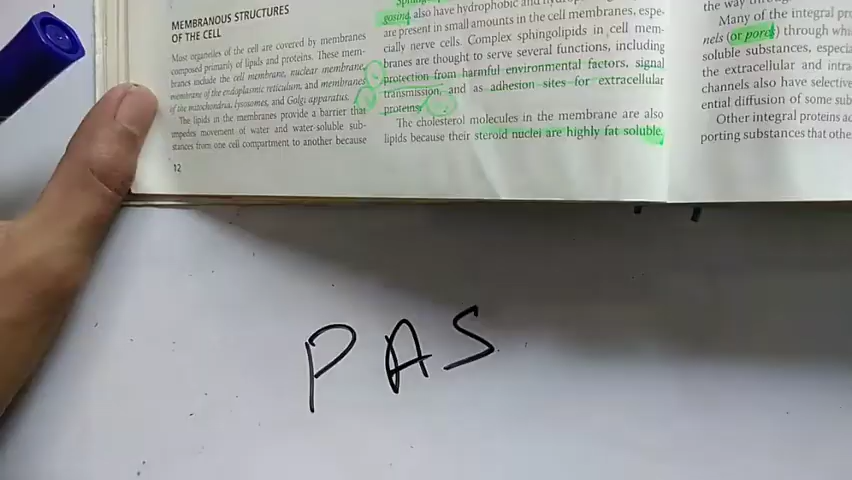 MEMBRANOUS STRUCTURES
OF THE CELL
Most organelles of the cell are covered by membranes
composed primarily of lipids and proteins. These mem-
branes include the cell membrane, nuclear membrane,
membrane of the endoplasmic reticulum, and membranes
of the mitochondria, lysosomes, and Golgi apparatus.
The lipids in the membranes provide a barrier that
impedes movement of water and water-soluble sub-
stances from one cell compartment to another because
12
gosine, also have hydrophobic and
are present in small amounts in the cell membranes, espe-
cially nerve cells. Complex sphingolipids in cell mem-
branes are thought to serve several functions, including
protection from harmful environmental factors, signal
transmission, and as adhesion sites for extracellular
proteins.
The cholesterol molecules in the membrane are also
lipids because their steroid nuclei are highly fat soluble.
the way
Many of the integral
nels (or pores) through
soluble substances,
the extracellular and
channels also have
ential diffusion of some
Other integral proteins
porting substances that
PAS